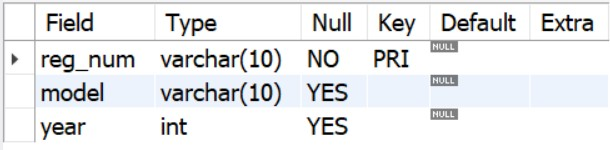 Field Type Null Key Default Extra
reg_num varchar(10) NO PRI NULL
model varchar(10) YES NULL
year int YES NULL